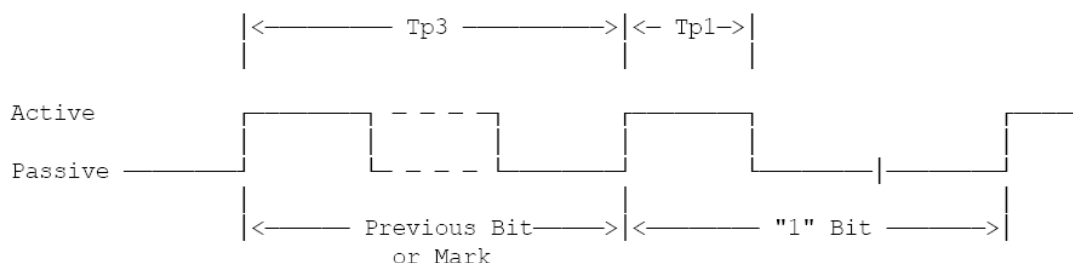 Tp3 Tp1
Active
Passive
Previous Bit "1" Bit
or Mark